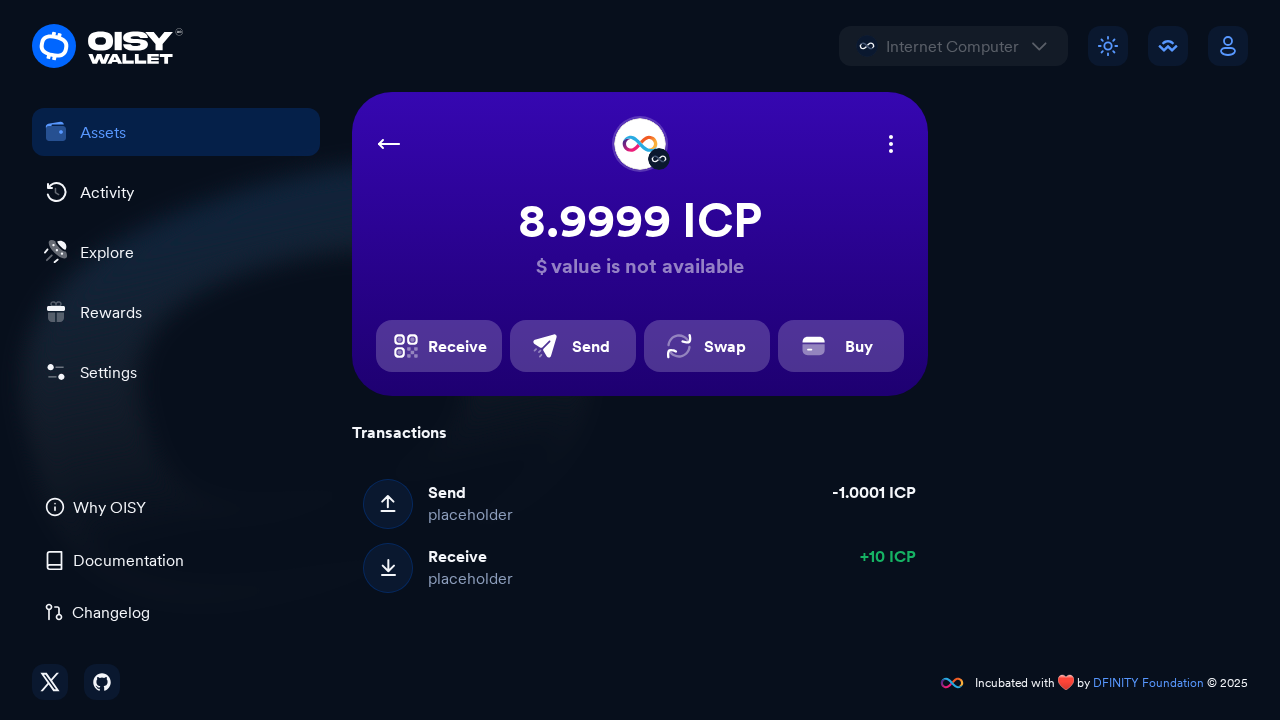 OISY
WALLET
Internet Computer
Assets
Activity
Explore
Rewards
Settings
Why OISY
Documentation
Changelog
8.9999 ICP
$ value is not available
Receive
Send
Swap
Buy
Transactions
Send
-1.0001 ICP
placeholder
Receive
+10 ICP
placeholder
Incubated with ❤️ by DFINITY Foundation © 2025